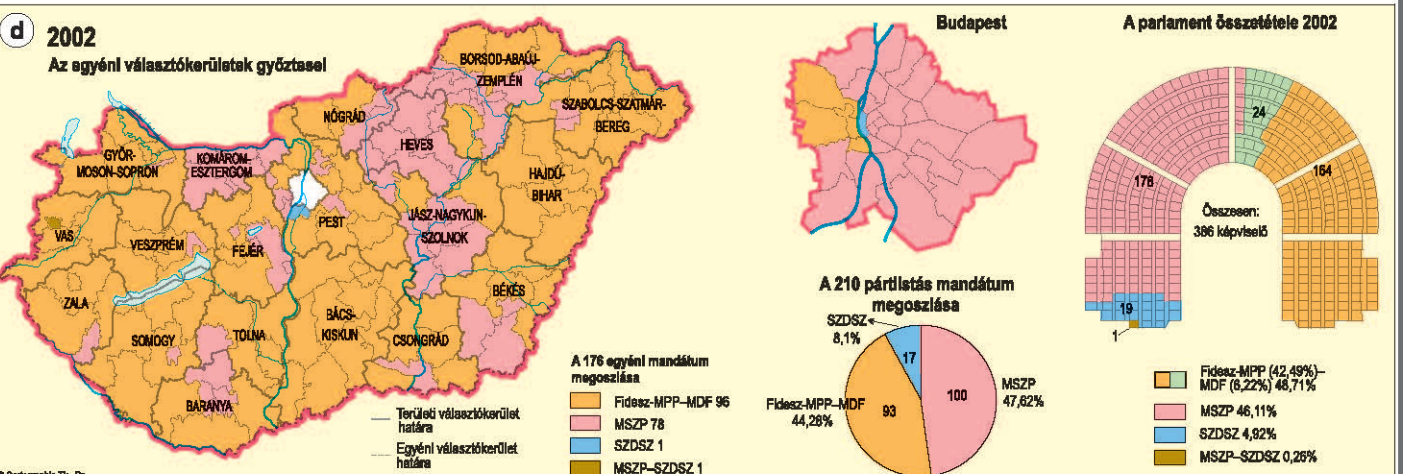 d
2002
Az egyéni választókerületek győztesei
GYŐR-
MOSON-SOPRON
KOMÁROM-
ESZTERGOM
NÓGRÁD
HEVES
BORSOD-ABAÚJ-
ZEMPLÉN
SZABOLCS-SZATMÁR-
BEREG
HAJDÚ-
BIHAR
VAS
VESZPRÉM
FEJÉR
PEST
JÁSZ-NAGYKUN-
SZOLNOK
ZALA
SOMOGY
TOLNA
BÁCS-
KISKUN
CSONGRÁD
BÉKÉS
BARANYA
Területi választókerület
határa
Egyéni választókerület
határa
A 176 egyéni mandátum
megoszlása
Fidesz-MPP–MDF 96
MSZP 78
SZDSZ 1
MSZP–SZDSZ 1
Budapest
A 210 pártlistás mandátum
megoszlása
SZDSZ
8,1%
17
100
93
MSZP
47,62%
Fidesz-MPP–MDF
44,28%
A parlament összetétele 2002
178
24
164
19
1
Összesen:
386 képviselő
Fidesz-MPP (42,49%)–
MDF (6,22%) 48,71%
MSZP 46,11%
SZDSZ 4,92%
MSZP–SZDSZ 0,26%